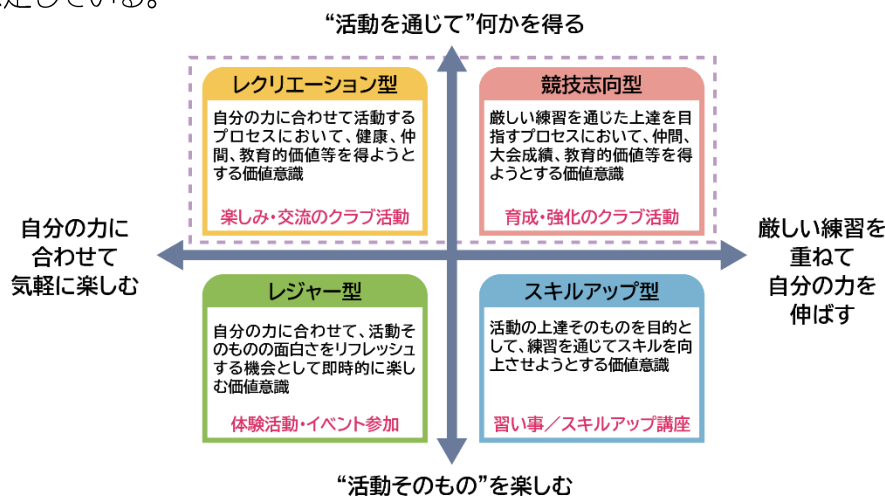 している。
“活動を通じて”何かを得る
レクリエーション型
自分の力に合わせて活動する
プロセスにおいて、健康、仲
間、教育的価値等を得ようと
する価値意識
楽しみ・交流のクラブ活動
競技志向型
厳しい練習を通じた上達を目
指すプロセスにおいて、仲間、
大会成績、教育的価値等を得
ようとする価値意識
育成・強化のクラブ活動
自分の力に
合わせて
気軽に楽しむ
厳しい練習を
重ねて
自分の力を
伸ばす
レジャー型
自分の力に合わせて、活動そ
のものの面白さをリフレッシュ
する機会として即時的に楽し
む価値意識
体験活動・イベント参加
スキルアップ型
活動の上達そのものを目的と
して、練習を通じてスキルを向
上させようとする価値意識
習い事／スキルアップ講座
“活動そのもの”を楽しむ